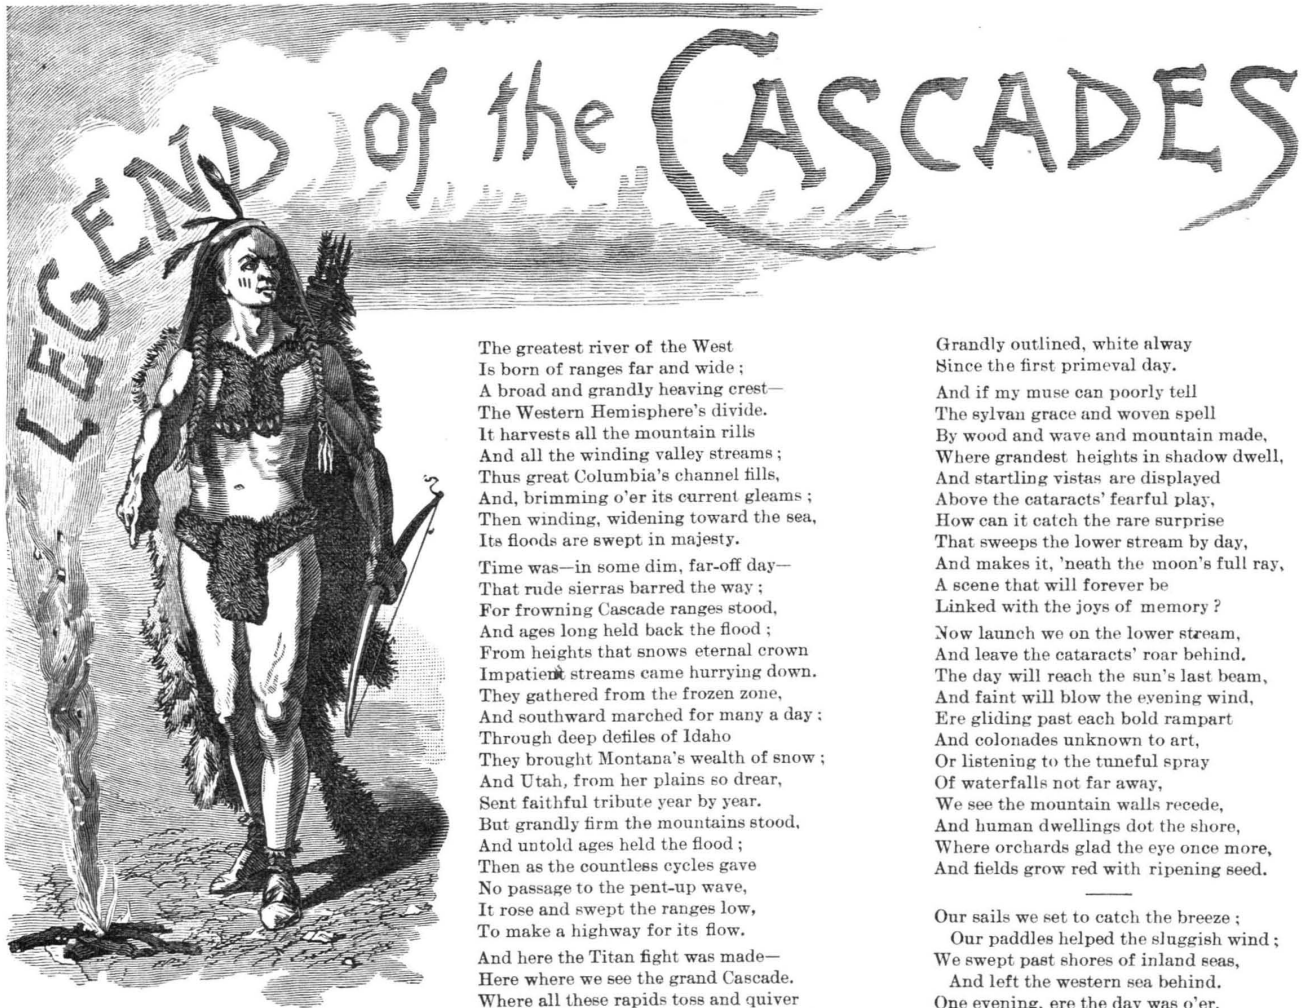 LEGEND of the CASCADES
The greatest river of the West
Is born of ranges far and wide ;
A broad and grandly heaving crest—
The Western Hemisphere's divide.
It harvests all the mountain rills
And all the winding valley streams ;
Thus great Columbia's channel fills,
And, brimming o'er its current gleams ;
Then winding, widening toward the sea,
Its floods are swept in majesty.
Time was—in some dim, far-off day—
That rude sierras barred the way ;
For frowning Cascade ranges stood,
And ages long held back the flood ;
From heights that snows eternal crown
Impatient streams came hurrying down.
They gathered from the frozen zone,
And southward marched for many a day ;
Through deep defiles of Idaho
They brought Montana's wealth of snow ;
And Utah, from her plains so drear,
Sent faithful tribute year by year.
But grandly firm the mountains stood,
And untold ages held the flood ;
Then as the countless cycles gave
No passage to the pent-up wave,
It rose and swept the ranges low,
To make a highway for its flow.
And here the Titan fight was made—
Here where we see the grand Cascade.
Where all these rapids toss and quiver
Grandly outlined, white alway
Since the first primeval day.
And if my muse can poorly tell
The sylvan grace and woven spell
By wood and wave and mountain made,
Where grandest heights in shadow dwell,
And startling vistas are displayed
Above the cataracts' fearful play,
How can it catch the rare surprise
That sweeps the lower stream by day,
And makes it, 'neath the moon's full ray,
A scene that will forever be
Linked with the joys of memory ?
Now launch we on the lower stream,
And leave the cataracts' roar behind.
The day will reach the sun's last beam,
And faint will blow the evening wind,
Ere gliding past each bold rampart
And colonades unknown to art,
Or listening to the tuneful spray
Of waterfalls not far away,
We see the mountain walls recede,
And human dwellings dot the shore,
Where orchards glad the eye once more,
And fields grow red with ripening seed.
Our sails we set to catch the breeze ;
Our paddles helped the sluggish wind ;
We swept past shores of inland seas,
And left the western sea behind.
One evening, ere the day was o'er,